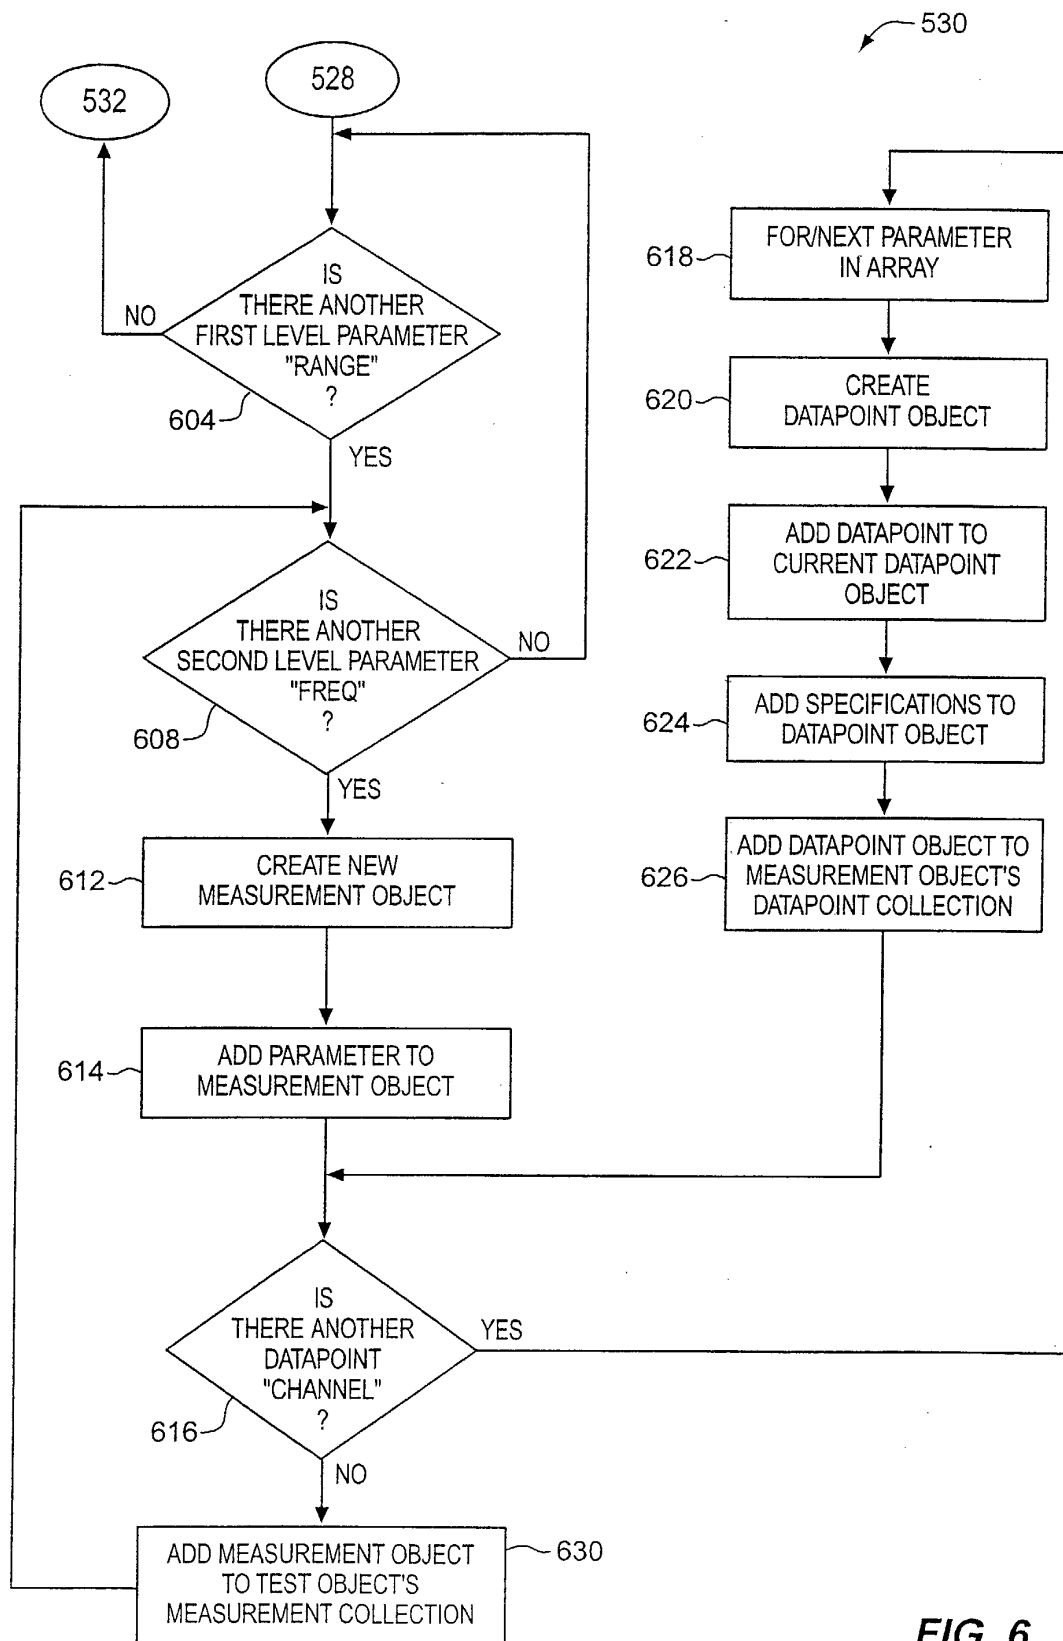 530
532
528
IS
THERE ANOTHER
FIRST LEVEL PARAMETER
"RANGE"
?
NO
604
YES
IS
THERE ANOTHER
SECOND LEVEL PARAMETER
"FREQ"
?
NO
608
YES
612
CREATE NEW
MEASUREMENT OBJECT
614
ADD PARAMETER TO
MEASUREMENT OBJECT
IS
THERE ANOTHER
DATAPOINT
"CHANNEL"
?
YES
616
NO
ADD MEASUREMENT OBJECT
TO TEST OBJECT'S
MEASUREMENT COLLECTION
630
618
FOR/NEXT PARAMETER
IN ARRAY
620
CREATE
DATAPOINT OBJECT
622
ADD DATAPOINT TO
CURRENT DATAPOINT
OBJECT
624
ADD SPECIFICATIONS TO
DATAPOINT OBJECT
626
ADD DATAPOINT OBJECT TO
MEASUREMENT OBJECT'S
DATAPOINT COLLECTION
FIG. 6